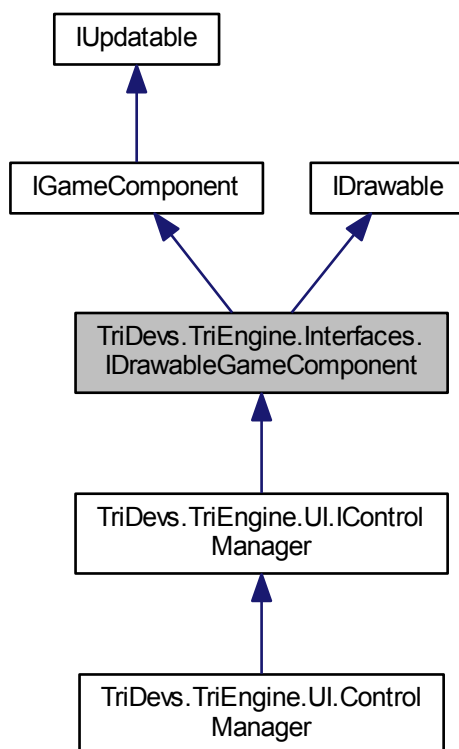 IUpdatable
IGameComponent
IDrawable
TriDevs.TriEngine.Interfaces.
IDrawableGameComponent
TriDevs.TriEngine.UI.IControl
Manager
TriDevs.TriEngine.UI.Control
Manager